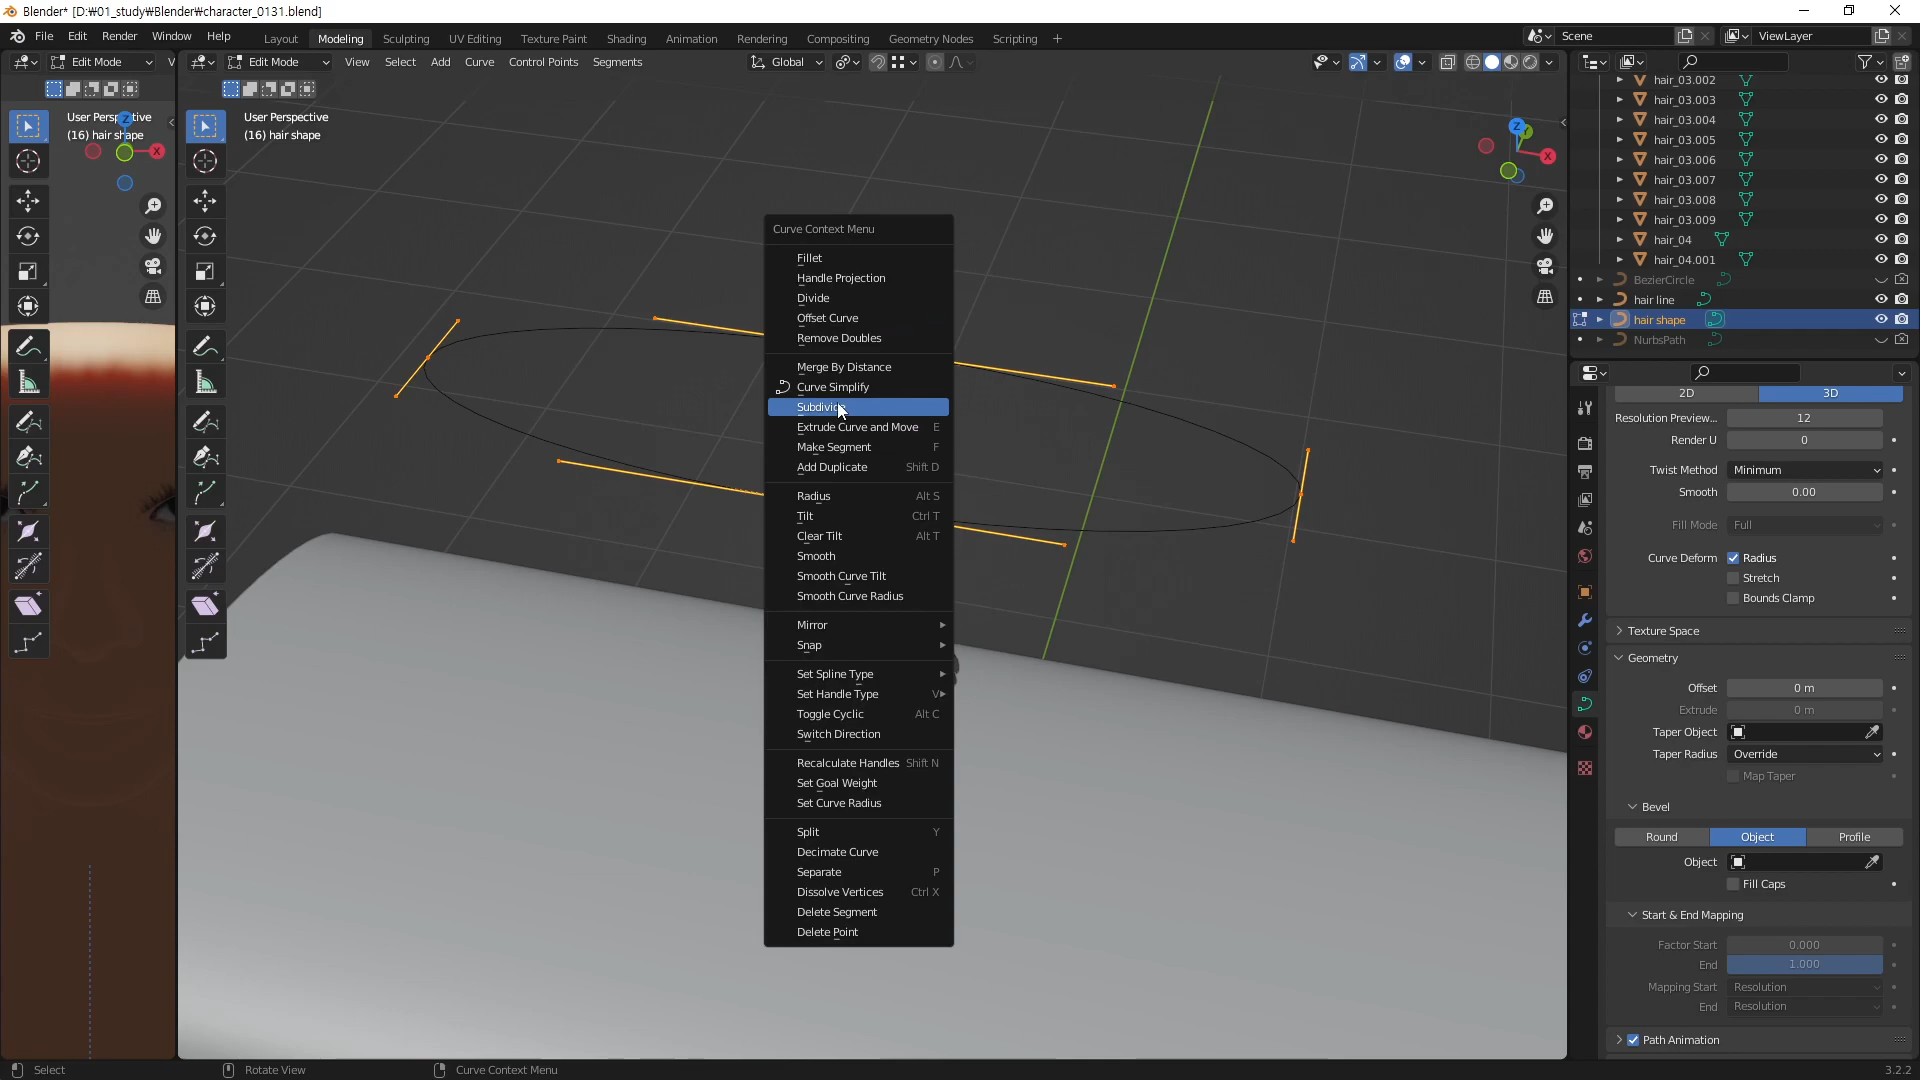 Blender* [D:₩01_study₩Blender₩character_0131.blend]
File Edit Render Window Help
Layout Modeling Sculpting UV Editing Texture Paint Shading Animation Rendering Compositing Geometry Nodes Scripting
Scene
ViewLayer
Edit Mode
V
Edit Mode
View Select Add Curve Control Points Segments
Global
User Perspective
(16) hair shape
User Perspective
(16) hair shape
Z
X
Z
Y
X
Curve Context Menu
Fillet
Handle Projection
Divide
Offset Curve
Remove Doubles
Merge By Distance
Curve Simplify
Subdivide
Extrude Curve and Move E
Make Segment F
Add Duplicate Shift D
Radius Alt S
Tilt Ctrl T
Clear Tilt Alt T
Smooth
Smooth Curve Tilt
Smooth Curve Radius
Mirror
Snap
Set Spline Type
Set Handle Type V
Toggle Cyclic Alt C
Switch Direction
Recalculate Handles Shift N
Set Goal Weight
Set Curve Radius
Split Y
Decimate Curve
Separate P
Dissolve Vertices Ctrl X
Delete Segment
Delete Point
hair_03.002
hair_03.003
hair_03.004
hair_03.005
hair_03.006
hair_03.007
hair_03.008
hair_03.009
hair_04
hair_04.001
BezierCircle
hair line
hair shape
NurbsPath
2D 3D
Resolution Preview... 12
Render U 0
Twist Method Minimum
Smooth 0.00
Fill Mode Full
Curve Deform Radius
Stretch
Bounds Clamp
Texture Space
Geometry
Offset 0 m
Extrude 0 m
Taper Object
Taper Radius Override
Map Taper
Bevel
Round Object Profile
Object
Fill Caps
Start & End Mapping
Factor Start 0.000
End 1.000
Mapping Start Resolution
End Resolution
Path Animation
Select Rotate View Curve Context Menu 3.2.2